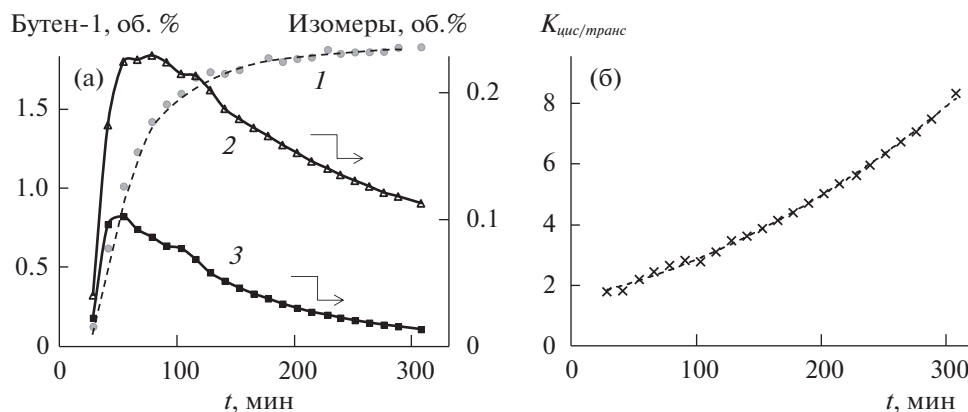 Бутен-1, об. %
Изомеры, об.%
(а)
1
2
3
1.5
1.0
0.5
0
0.2
0.1
0
0 100 200 300
t, мин
Kцис/транс
(б)
8
6
4
2
0
0 100 200 300
t, мин